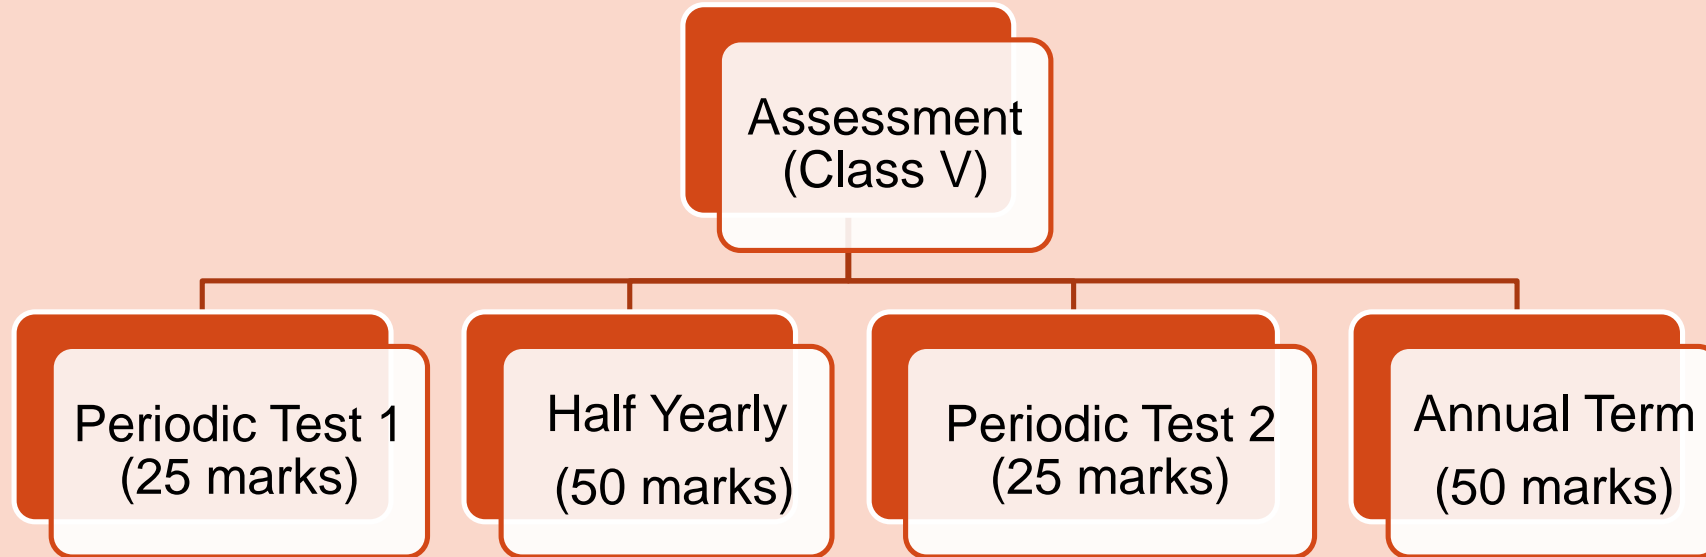 Assessment
(Class V)
Periodic Test 1
(25 marks)
Half Yearly
(50 marks)
Periodic Test 2
(25 marks)
Annual Term
(50 marks)